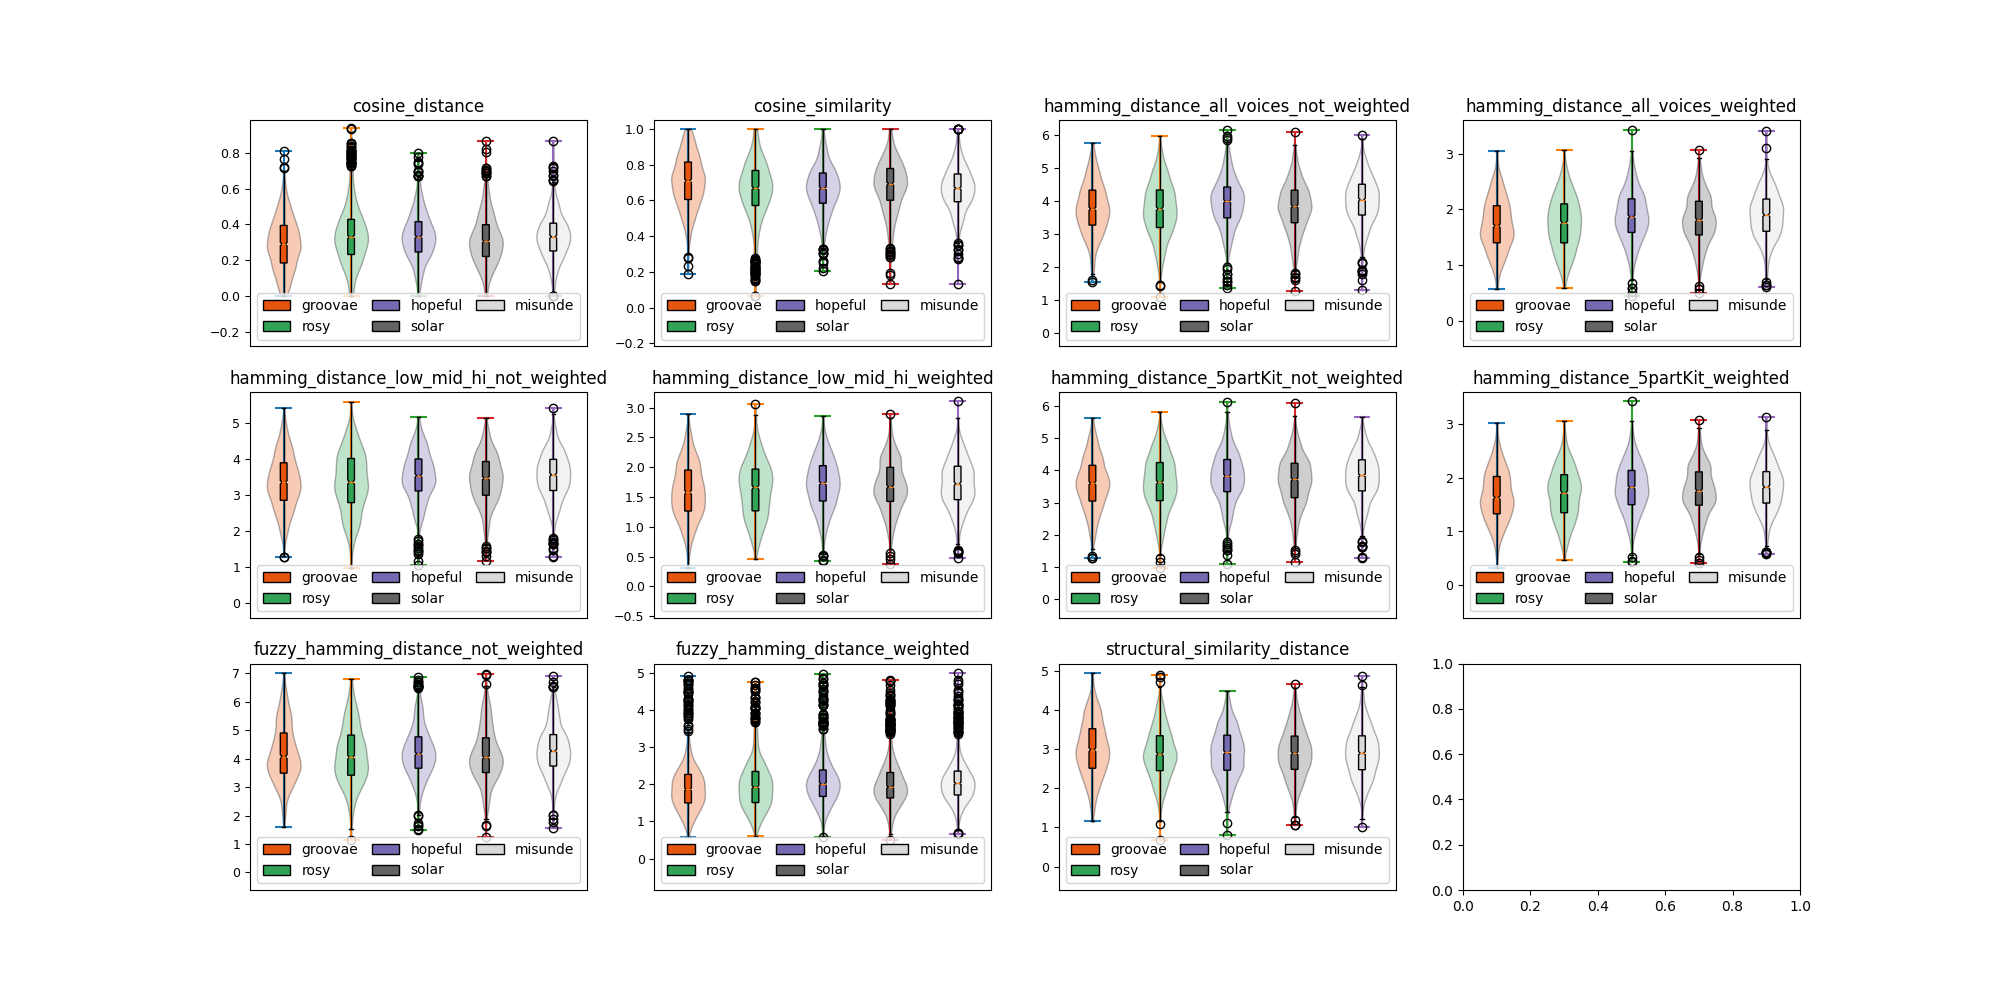 cosine_distance
0.8
0.6
0.4
0.2
0.0
−0.2
groovae hopeful misunde
rosy solar
cosine_similarity
1.0
0.8
0.6
0.4
0.2
0.0
−0.2
groovae hopeful misunde
rosy solar
hamming_distance_all_voices_not_weighted
6
5
4
3
2
1
0
groovae hopeful misunde
rosy solar
hamming_distance_all_voices_weighted
3
2
1
0
groovae hopeful misunde
rosy solar
hamming_distance_low_mid_hi_not_weighted
5
4
3
2
1
0
groovae hopeful misunde
rosy solar
hamming_distance_low_mid_hi_weighted
3.0
2.5
2.0
1.5
1.0
0.5
0.0
−0.5
groovae hopeful misunde
rosy solar
hamming_distance_5partKit_not_weighted
6
5
4
3
2
1
0
groovae hopeful misunde
rosy solar
hamming_distance_5partKit_weighted
3
2
1
0
groovae hopeful misunde
rosy solar
fuzzy_hamming_distance_not_weighted
7
6
5
4
3
2
1
0
groovae hopeful misunde
rosy solar
fuzzy_hamming_distance_weighted
5
4
3
2
1
0
groovae hopeful misunde
rosy solar
structural_similarity_distance
5
4
3
2
1
0
groovae hopeful misunde
rosy solar
1.0
0.8
0.6
0.4
0.2
0.0
0.0 0.2 0.4 0.6 0.8 1.0